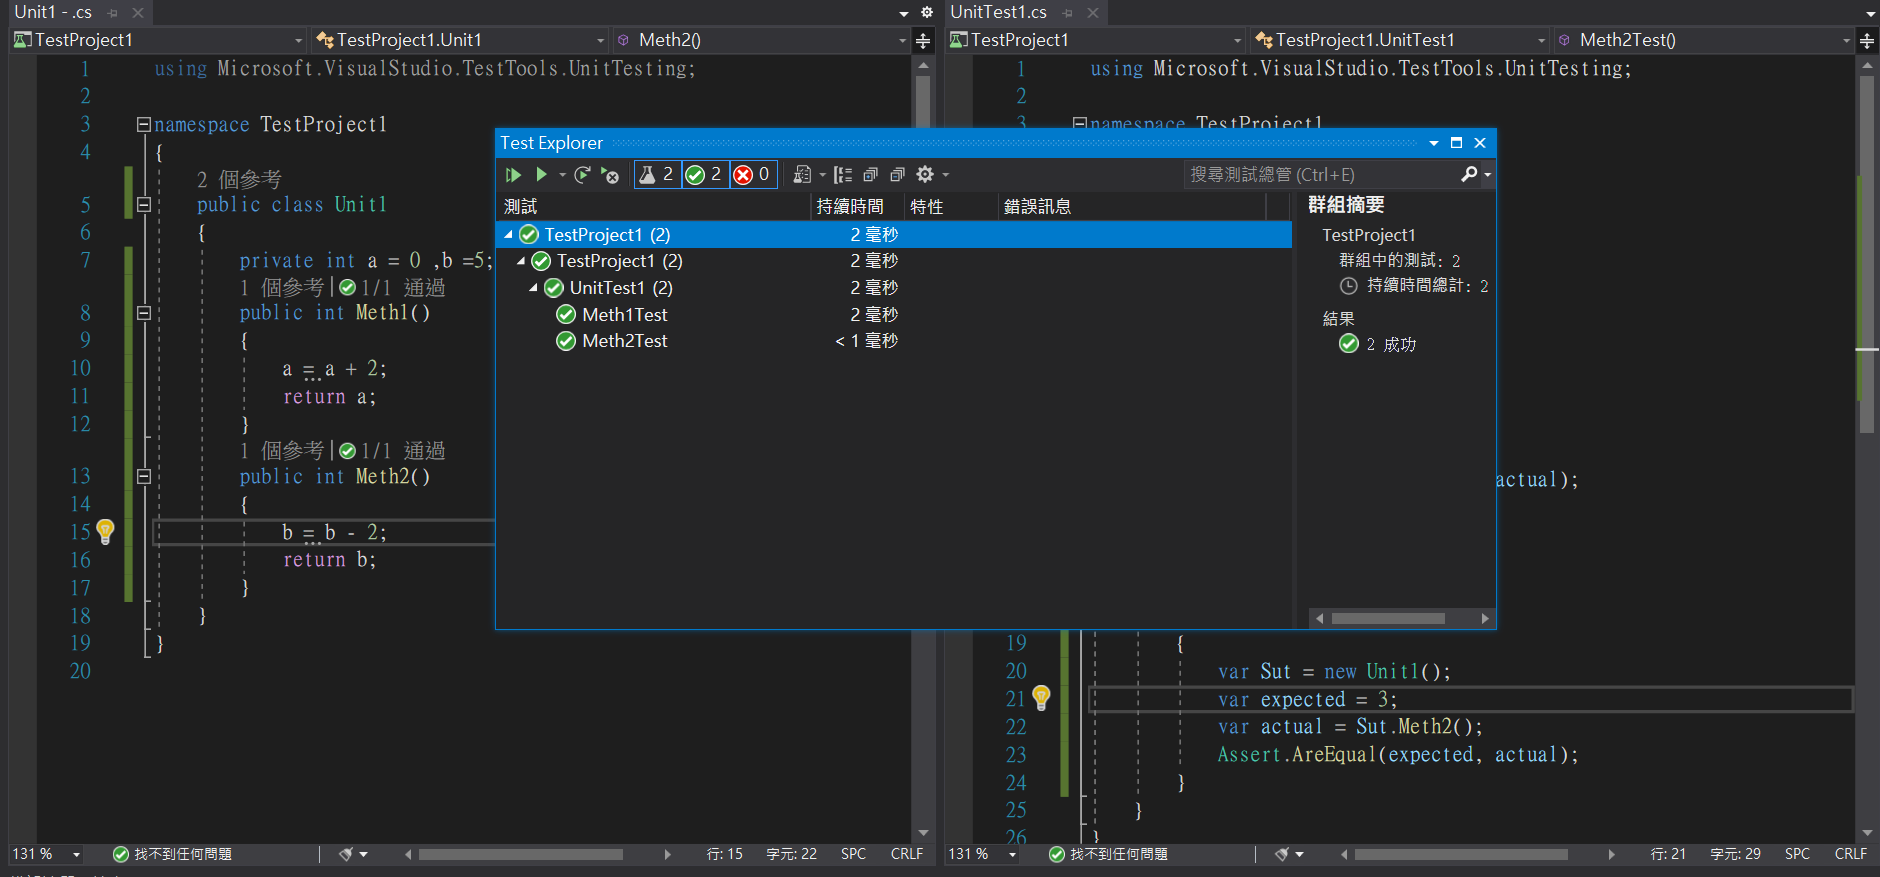 Unit1 - .cs
TestProject1
TestProject1.Unit1
Meth2()
1 using Microsoft.VisualStudio.TestTools.UnitTesting;
2
3 namespace TestProject1
4 {
2 個參考
5 public class Unit1
6 {
7 private int a = 0 ,b =5;
1 個參考 | 1/1 通過
8 public int Meth1()
9 {
10 a = a + 2;
11 return a;
12 }
1 個參考 | 1/1 通過
13 public int Meth2()
14 {
15 b = b - 2;
16 return b;
17 }
18 }
19 }
20
131 %
找不到任何問題
行: 15 字元: 22 SPC CRLF
UnitTest1.cs
TestProject1
TestProject1.UnitTest1
Meth2Test()
1 using Microsoft.VisualStudio.TestTools.UnitTesting;
2
3 namespace TestProject1
Test Explorer
2 2 0
搜尋測試總管 (Ctrl+E)
測試 持續時間 特性 錯誤訊息
TestProject1 (2) 2 毫秒
TestProject1 (2) 2 毫秒
UnitTest1 (2) 2 毫秒
Meth1Test 2 毫秒
Meth2Test < 1 毫秒
群組摘要
TestProject1
群組中的測試: 2
持續時間總計: 2
結果
2 成功
actual);
19 {
20 var Sut = new Unit1();
21 var expected = 3;
22 var actual = Sut.Meth2();
23 Assert.AreEqual(expected, actual);
24 }
25 }
26 }
131 %
找不到任何問題
行: 21 字元: 29 SPC CRLF